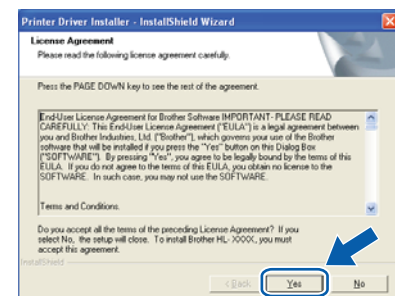 Printer Driver Installer - InstallShield Wizard
License Agreement
Please read the following license agreement carefully.
Press the PAGE DOWN key to see the rest of the agreement.
End-User License Agreement for Brother Software IMPORTANT- PLEASE READ
CAREFULLY: This End-User License Agreement ("EULA") is a legal agreement between
you and Brother Industries, Ltd. ("Brother"), which governs your use of the Brother
software that will be installed if you press the "Yes" button on this Dialog Box
("SOFTWARE"). By pressing "Yes", you agree to be legally bound by the terms of this
EULA. If you do not agree to the terms of this EULA, you obtain no license to the
SOFTWARE. In such case, you may not use the SOFTWARE.
Terms and Conditions.
Do you accept all the terms of the preceding License Agreement? If you
select No, the setup will close. To install Brother HL- XXXX, you must
accept this agreement.
InstallShield
< Back
Yes
No